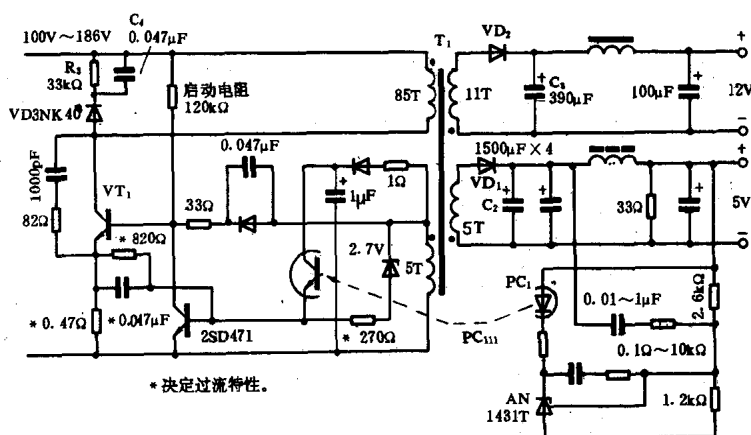 100V～186V
C₄
0.047μF
R₂
33kΩ
VD3NK40*
启动电阻
120kΩ
T₁
85T
11T
VD₂
C₃
390μF
100μF
+
12V
−
1000pF
82Ω
VT₁
0.047μF
33Ω
1μF
1Ω
2.7V
5T
5T
1500μF×4
VD₁
C₂
33Ω
+
5V
−
*820Ω
*0.047μF
*0.47Ω
2SD471
*270Ω
PC₁₁₁
PC₁
0.01～1μF
2.6kΩ
0.1Ω～10kΩ
AN
1431T
1.2kΩ
*决定过流特性。